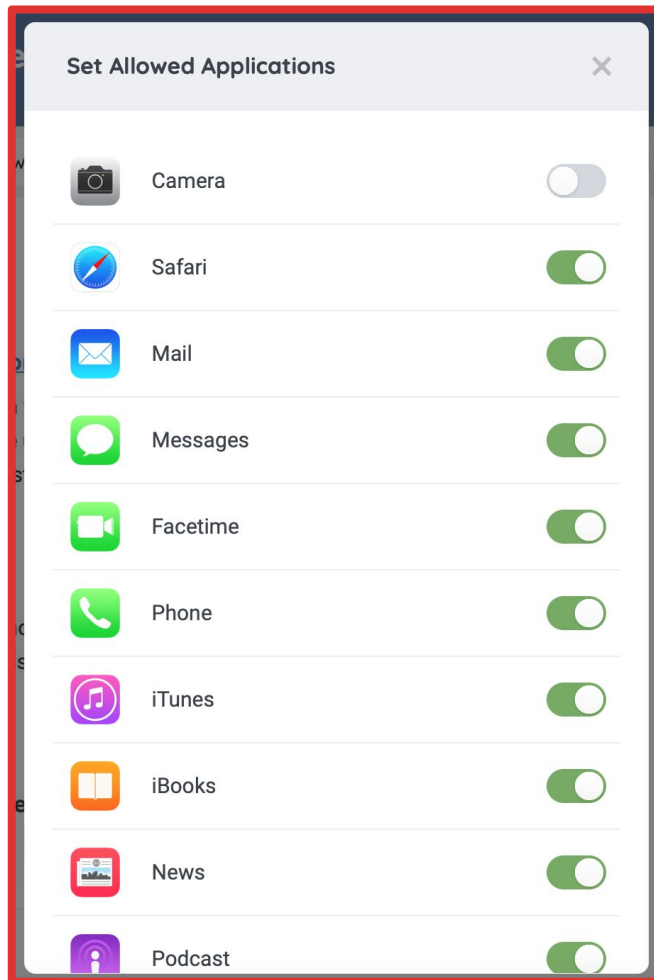 Set Allowed Applications
Camera
Safari
Mail
Messages
Facetime
Phone
iTunes
iBooks
News
Podcast